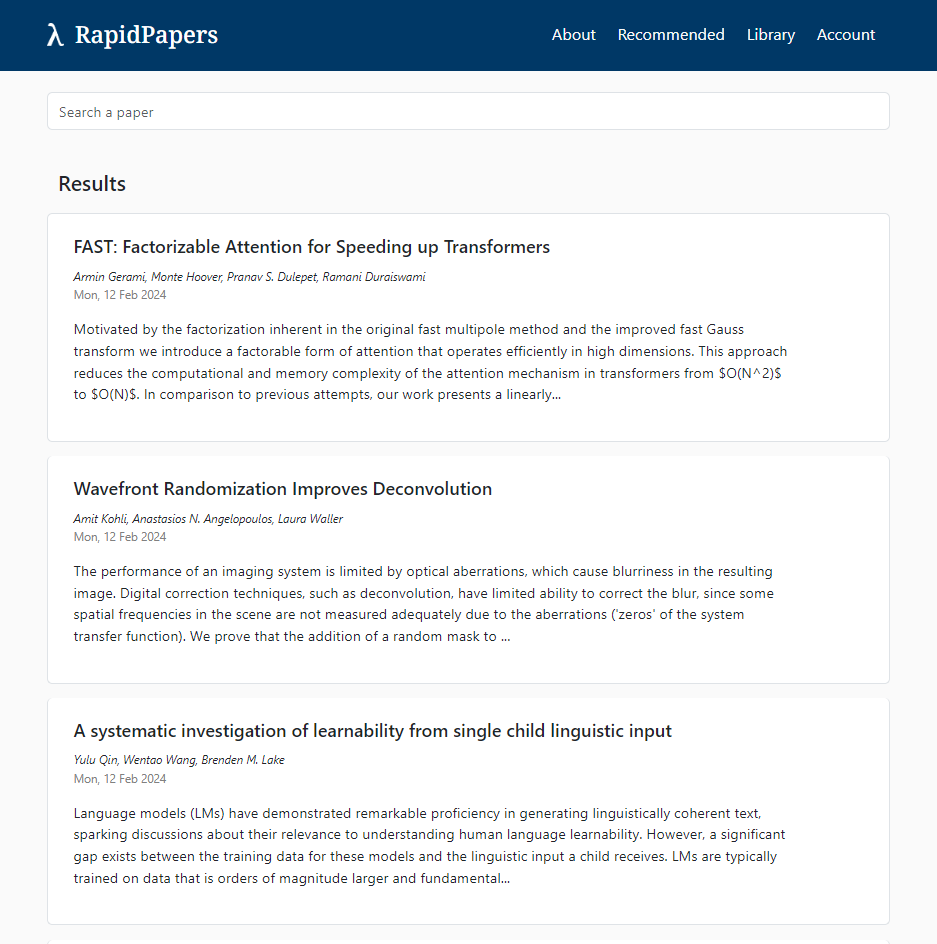 λ RapidPapers
About Recommended Library Account
Search a paper
Results
FAST: Factorizable Attention for Speeding up Transformers
Armin Gerami, Monte Hoover, Pranav S. Dulepet, Ramani Duraiswami
Mon, 12 Feb 2024
Motivated by the factorization inherent in the original fast multipole method and the improved fast Gauss
transform we introduce a factorable form of attention that operates efficiently in high dimensions. This approach
reduces the computational and memory complexity of the attention mechanism in transformers from $O(N^2)$
to $O(N)$. In comparison to previous attempts, our work presents a linearly...
Wavefront Randomization Improves Deconvolution
Amit Kohli, Anastasios N. Angelopoulos, Laura Waller
Mon, 12 Feb 2024
The performance of an imaging system is limited by optical aberrations, which cause blurriness in the resulting
image. Digital correction techniques, such as deconvolution, have limited ability to correct the blur, since some
spatial frequencies in the scene are not measured adequately due to the aberrations ('zeros' of the system
transfer function). We prove that the addition of a random mask to ...
A systematic investigation of learnability from single child linguistic input
Yulu Qin, Wentao Wang, Brenden M. Lake
Mon, 12 Feb 2024
Language models (LMs) have demonstrated remarkable proficiency in generating linguistically coherent text,
sparking discussions about their relevance to understanding human language learnability. However, a significant
gap exists between the training data for these models and the linguistic input a child receives. LMs are typically
trained on data that is orders of magnitude larger and fundamental...